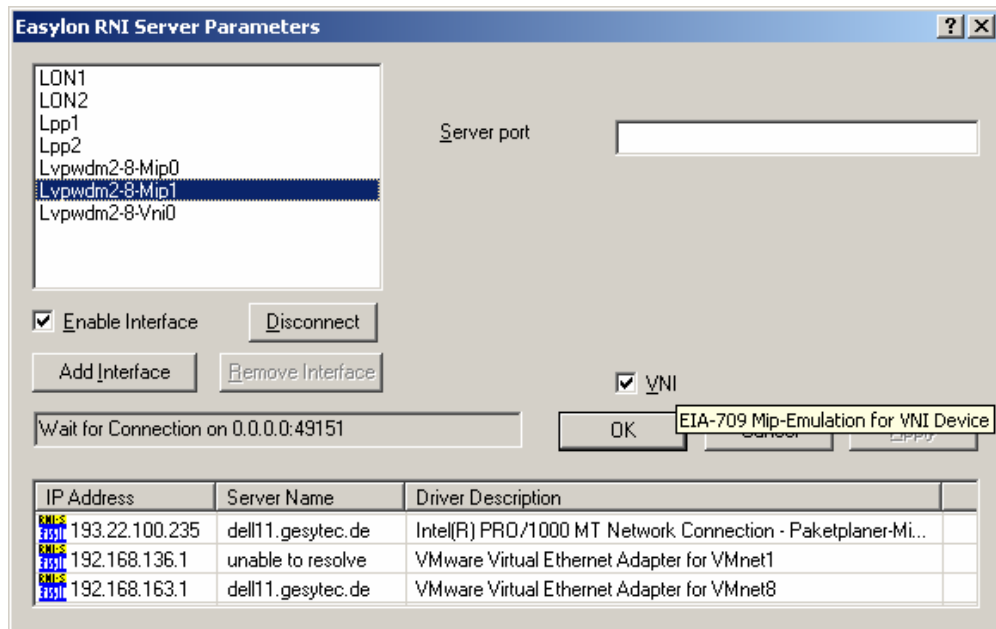 Easylon RNI Server Parameters
LON1
LON2
Lpp1
Lpp2
Lvpwdm2-8-Mip0
Lvpwdm2-8-Mip1
Lvpwdm2-8-Vni0
Server port
Enable Interface
Disconnect
Add Interface
Remove Interface
VNI
EIA-709 Mip-Emulation for VNI Device
Wait for Connection on 0.0.0.0:49151
OK
Cancel
Apply
IP Address Server Name Driver Description
193.22.100.235 dell11.gesytec.de Intel(R) PRO/1000 MT Network Connection - Paketplaner-Mi...
192.168.136.1 unable to resolve VMware Virtual Ethernet Adapter for VMnet1
192.168.163.1 dell11.gesytec.de VMware Virtual Ethernet Adapter for VMnet8